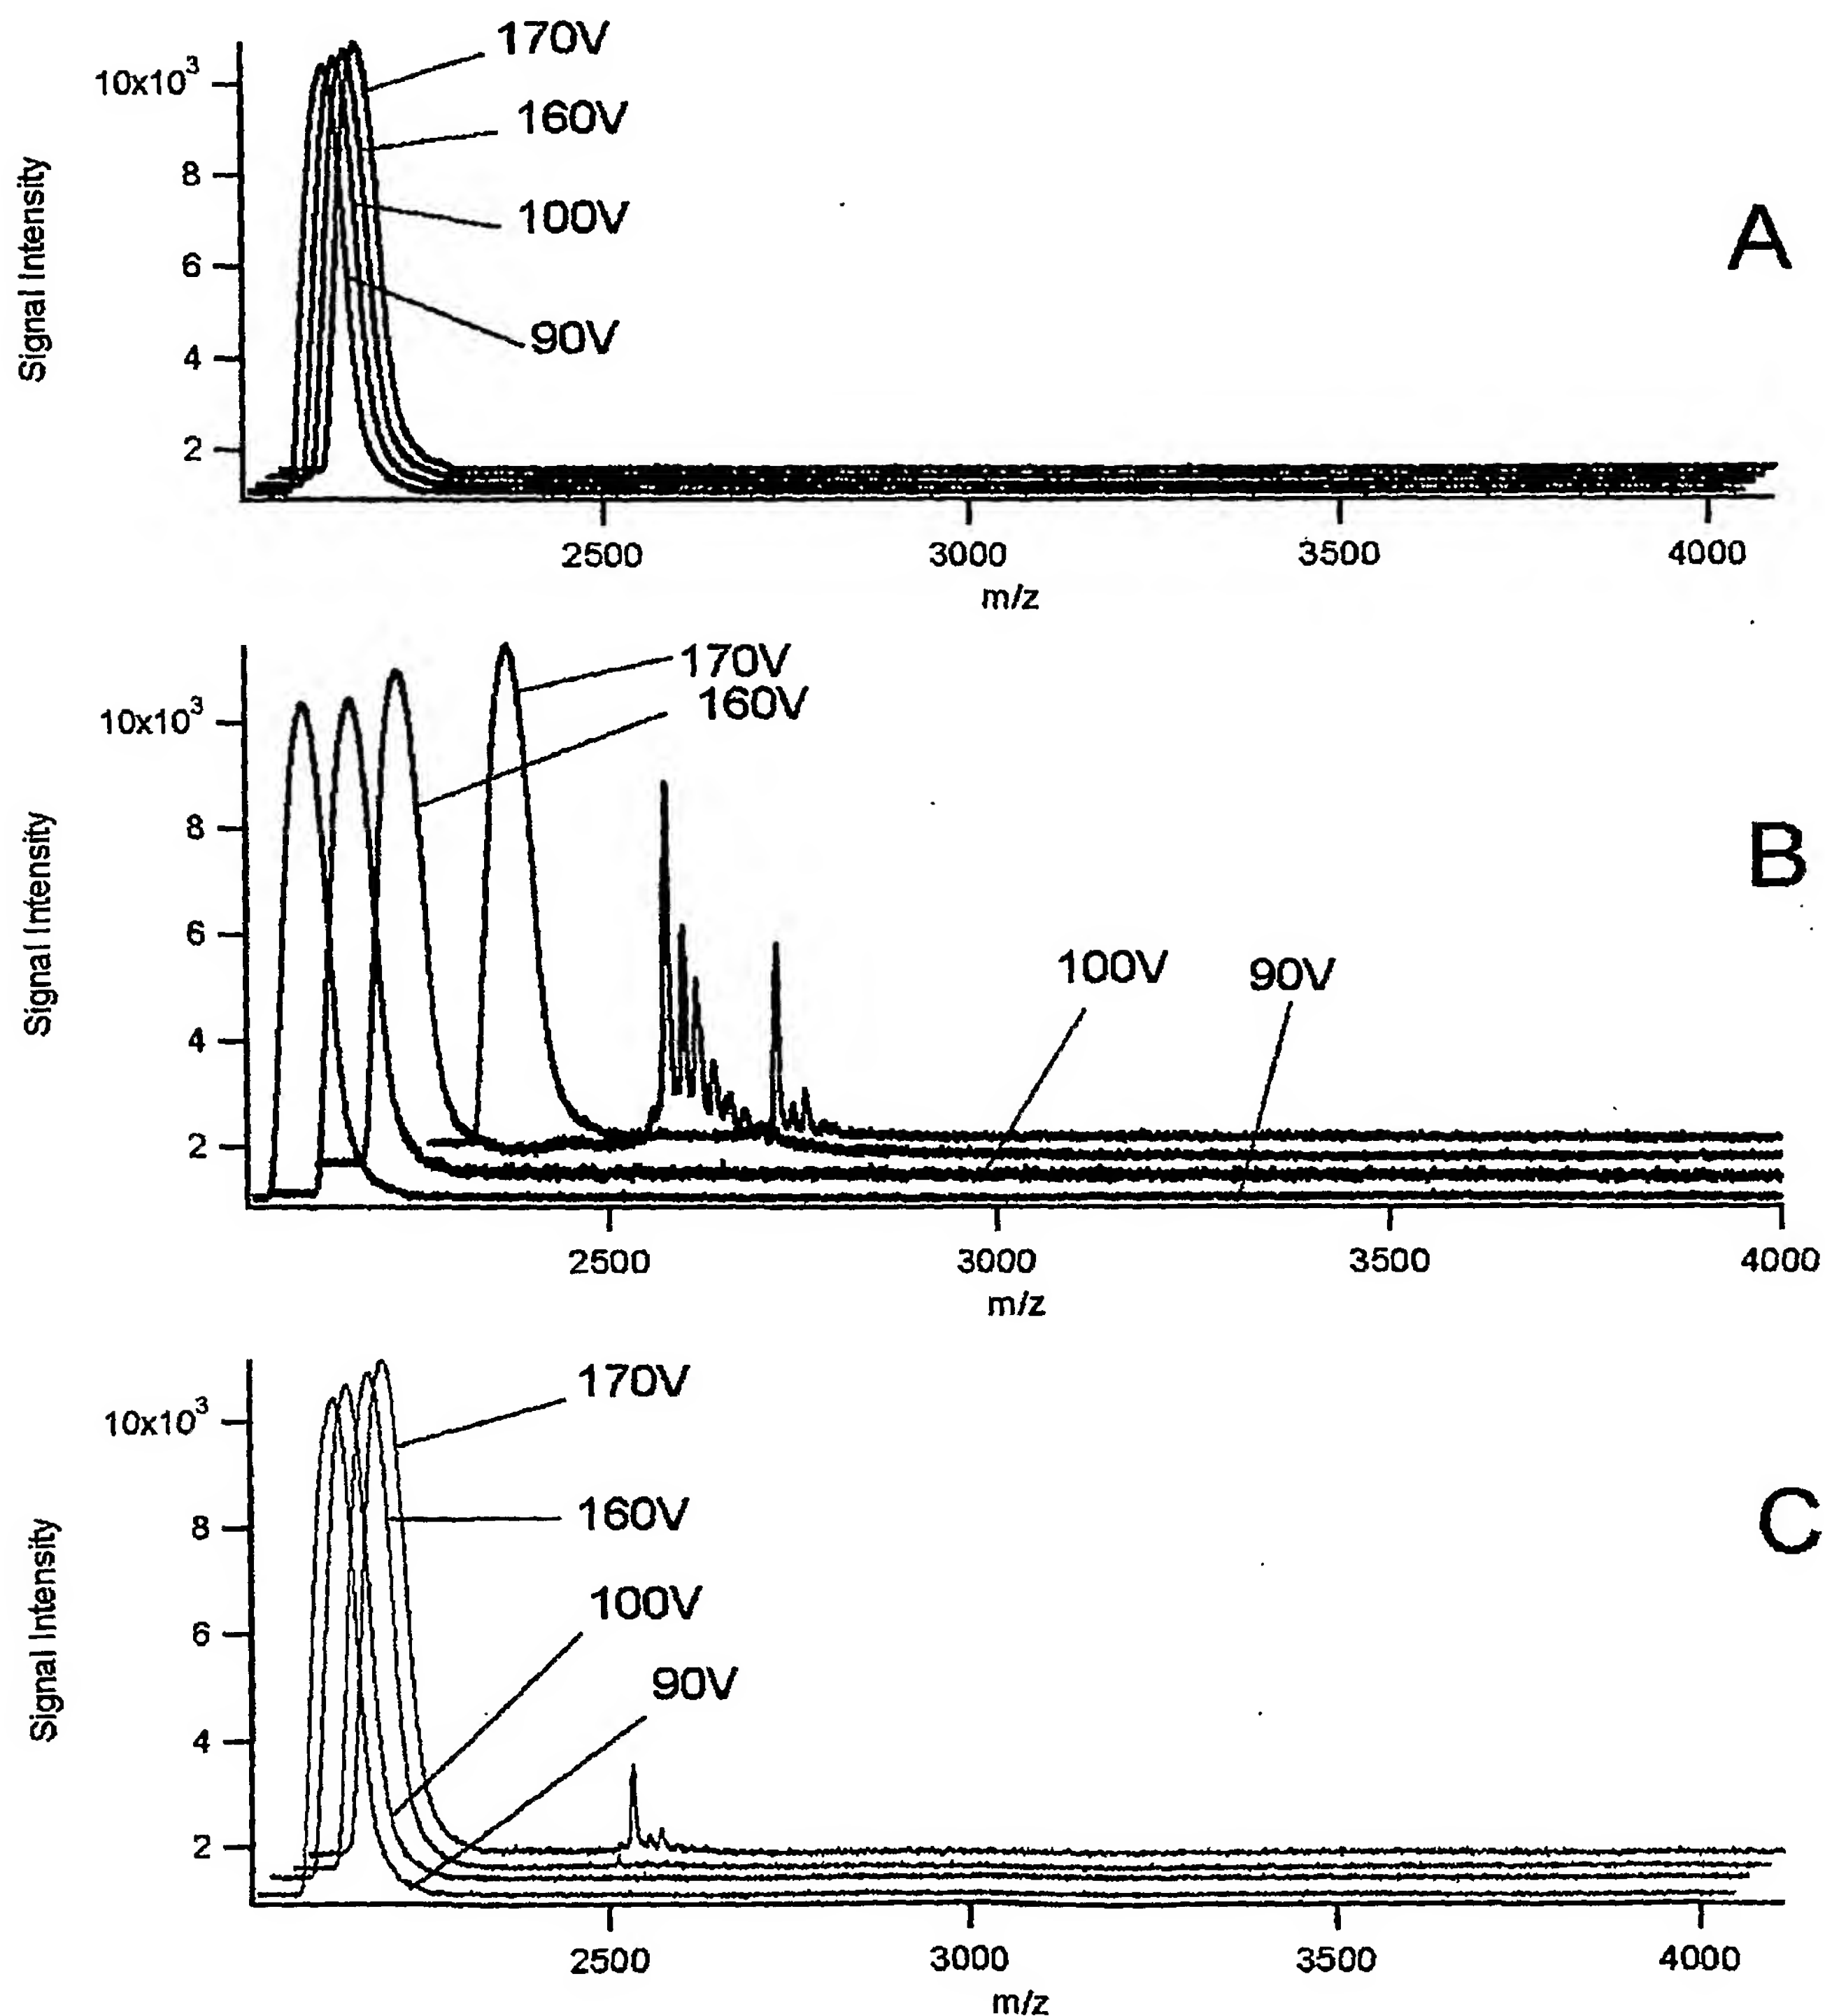 170V
10x10³
160V
8
100V
6
90V
4
2
Signal Intensity
A
2500 3000 3500 4000
m/z
170V
160V
10x10³
8
6
100V 90V
4
2
Signal Intensity
B
2500 3000 3500 4000
m/z
170V
10x10³
160V
8
100V
6
90V
4
2
Signal Intensity
C
2500 3000 3500 4000
m/z